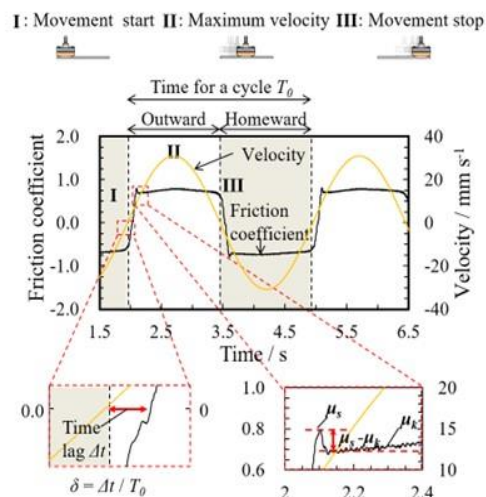 I: Movement start II: Maximum velocity III: Movement stop
Time for a cycle T₀
Outward Homeward
2.0 40
1.0 20
0.0 0
-1.0 -20
-2.0 -40
Friction coefficient
Velocity / mm s⁻¹
I II III
Velocity
Friction
coefficient
1.5 2.5 3.5 4.5 5.5 6.5
Time / s
0.0 0
Time
lag Δt
δ = Δt / T₀
1.0 20
0.8 15
0.6 10
μₛ
μₛ-μₖ
μₖ
2 2.2 2.4